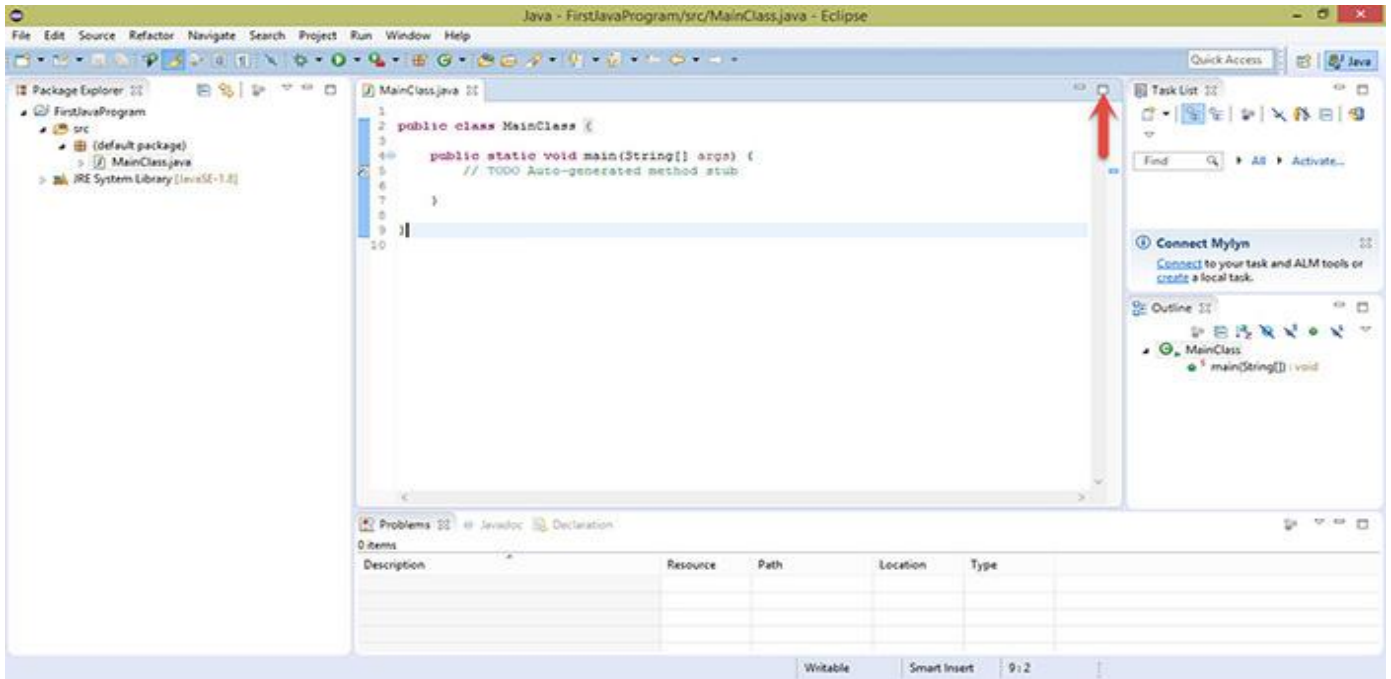 Java - FirstJavaProgram/src/MainClass.java - Eclipse
File Edit Source Refactor Navigate Search Project Run Window Help
Quick Access
Java
Package Explorer
FirstJavaProgram
src
(default package)
MainClass.java
JRE System Library [JavaSE-1.8]
MainClass.java
1
2 public class MainClass {
3
4 public static void main(String[] args) {
5 // TODO Auto-generated method stub
6
7 }
8
9 }
10
Task List
Find
All
Activate...
Connect Mylyn
Connect to your task and ALM tools or
create a local task.
Outline
MainClass
main(String[]) : void
Problems Javadoc Declaration
0 items
Description Resource Path Location Type
Writable Smart Insert 9 : 2